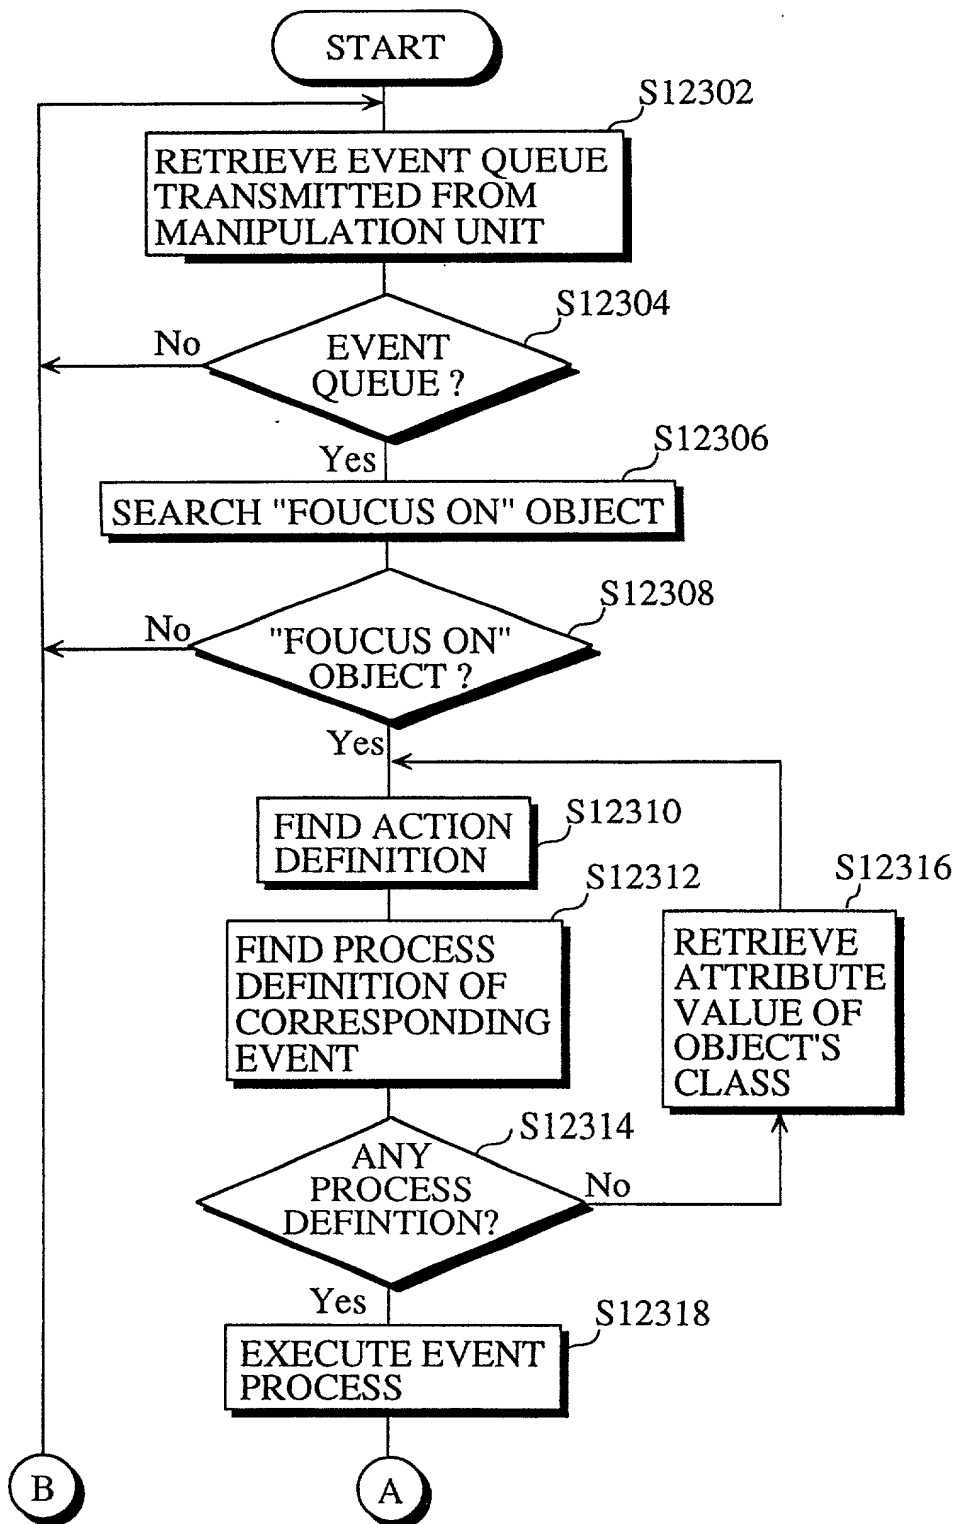 START
S12302
RETRIEVE EVENT QUEUE
TRANSMITTED FROM
MANIPULATION UNIT
S12304
No
EVENT
QUEUE ?
Yes
S12306
SEARCH "FOUCUS ON" OBJECT
S12308
No
"FOUCUS ON"
OBJECT ?
Yes
S12310
FIND ACTION
DEFINITION
S12312
FIND PROCESS
DEFINITION OF
CORRESPONDING
EVENT
S12316
RETRIEVE
ATTRIBUTE
VALUE OF
OBJECT'S
CLASS
S12314
ANY
PROCESS
DEFINTION?
No
Yes
S12318
EXECUTE EVENT
PROCESS
B
A